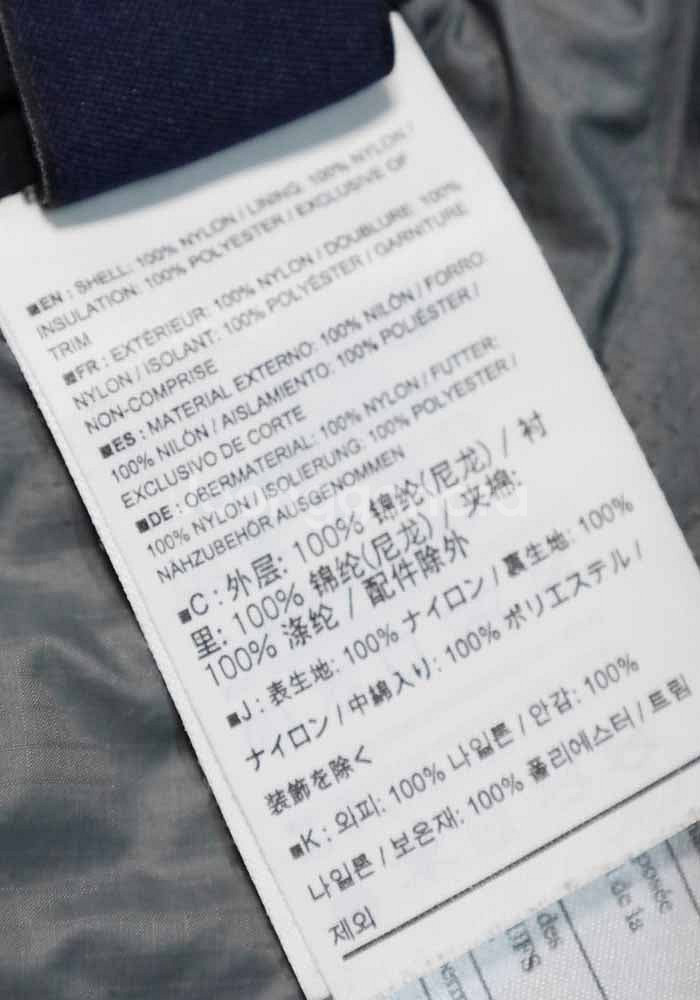 ■EN : SHELL: 100% NYLON / LINING: 100% NYLON /
INSULATION: 100% POLYESTER / EXCLUSIVE OF
TRIM
■FR : EXTÉRIEUR: 100% NYLON / DOUBLURE: 100%
NYLON / ISOLANT: 100% POLYESTER / GARNITURE
NON-COMPRISE
■ES : MATERIAL EXTERNO: 100% NILÓN / FORRO:
100% NILÓN / AISLAMIENTO: 100% POLIÉSTER /
EXCLUSIVO DE CORTE
■DE : OBERMATERIAL: 100% NYLON / FUTTER:
100% NYLON / ISOLIERUNG: 100% POLYESTER /
NÄHZUBEHÖR AUSGENOMMEN
■C : 外层: 100% 锦纶(尼龙) / 衬
里: 100% 锦纶(尼龙) / 夹棉:
100% 涤纶 / 配件除外
■J : 表生地: 100% ナイロン / 裏生地: 100%
ナイロン / 中綿入り: 100% ポリエステル /
装飾を除く
■K : 외피: 100% 나일론 / 안감: 100%
나일론 / 보온재: 100% 폴리에스터 / 트림
제외
de la
des